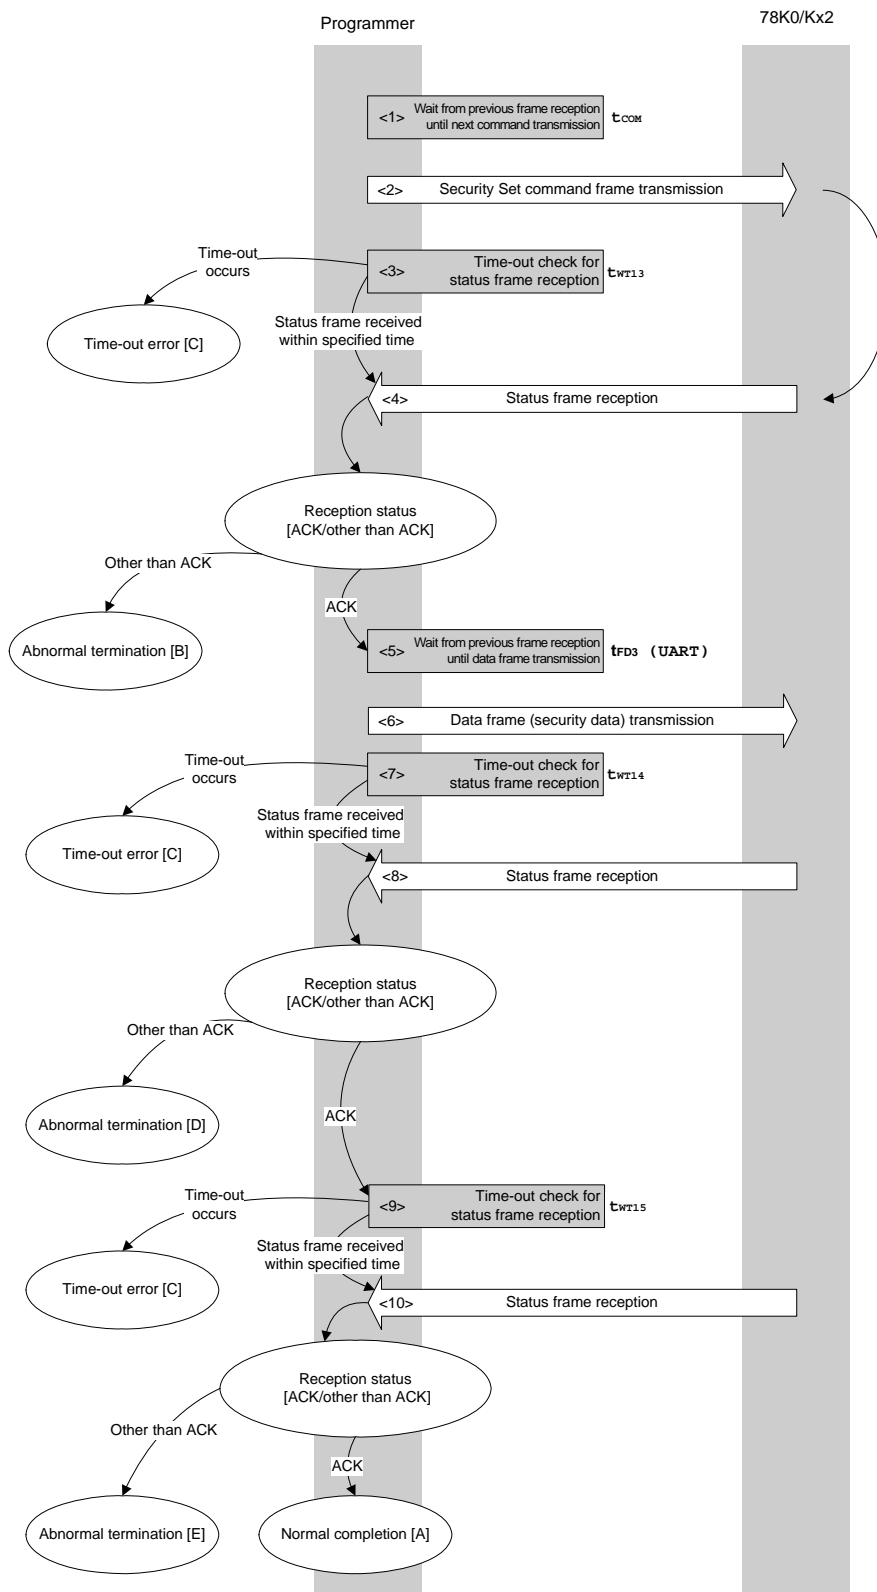 Programmer
78K0/Kx2
<1> Wait from previous frame reception
until next command transmission
tCOM
<2> Security Set command frame transmission
Time-out
occurs
<3> Time-out check for
status frame reception
tWT13
Time-out error [C]
Status frame received
within specified time
<4> Status frame reception
Reception status
[ACK/other than ACK]
Other than ACK
ACK
Abnormal termination [B]
<5> Wait from previous frame reception
until data frame transmission
tFD3 (UART)
<6> Data frame (security data) transmission
Time-out
occurs
<7> Time-out check for
status frame reception
tWT14
Status frame received
within specified time
Time-out error [C]
<8> Status frame reception
Reception status
[ACK/other than ACK]
Other than ACK
ACK
Abnormal termination [D]
Time-out
occurs
<9> Time-out check for
status frame reception
tWT15
Status frame received
within specified time
Time-out error [C]
<10> Status frame reception
Reception status
[ACK/other than ACK]
Other than ACK
ACK
Abnormal termination [E]
Normal completion [A]